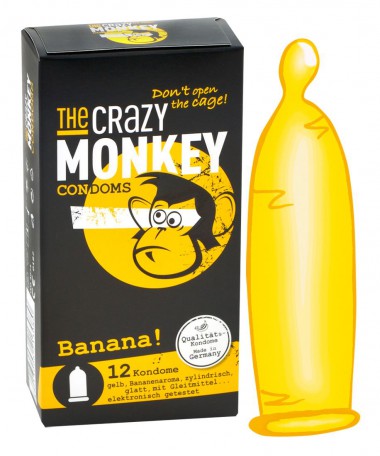 Don't open
the cage!
THE CRAZY
MONKEY
CONDOMS
Banana!
Qualitäts-
Kondome
Made in
Germany
12 Kondome
gelb, Bananenaroma, zylindrisch,
glatt, mit Gleitmittel...
elektronisch getestet